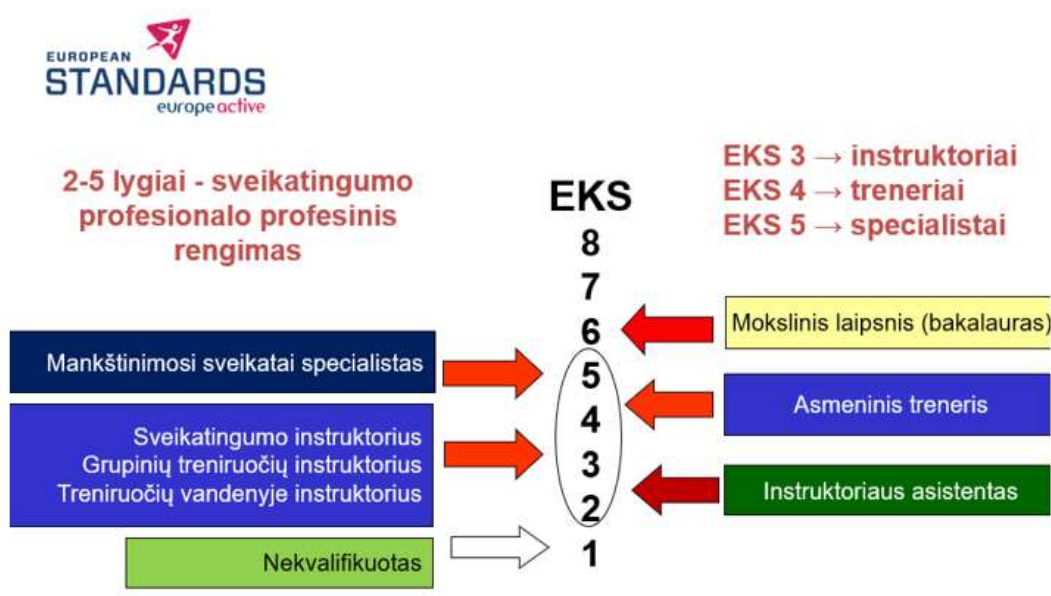 EUROPEAN
STANDARDS
europe active
2-5 lygiai - sveikatingumo
profesionalo profesinis
rengimas
EKS
8
7
6
5
4
3
2
1
EKS 3 → instruktoriai
EKS 4 → treneriai
EKS 5 → specialistai
Mankštinimosi sveikatai specialistas
Sveikatingumo instruktorius
Grupinių treniruočių instruktorius
Treniruočių vandenyje instruktorius
Nekvalifikuotas
Mokslinis laipsnis (bakalauras)
Asmeninis treneris
Instruktoriaus asistentas